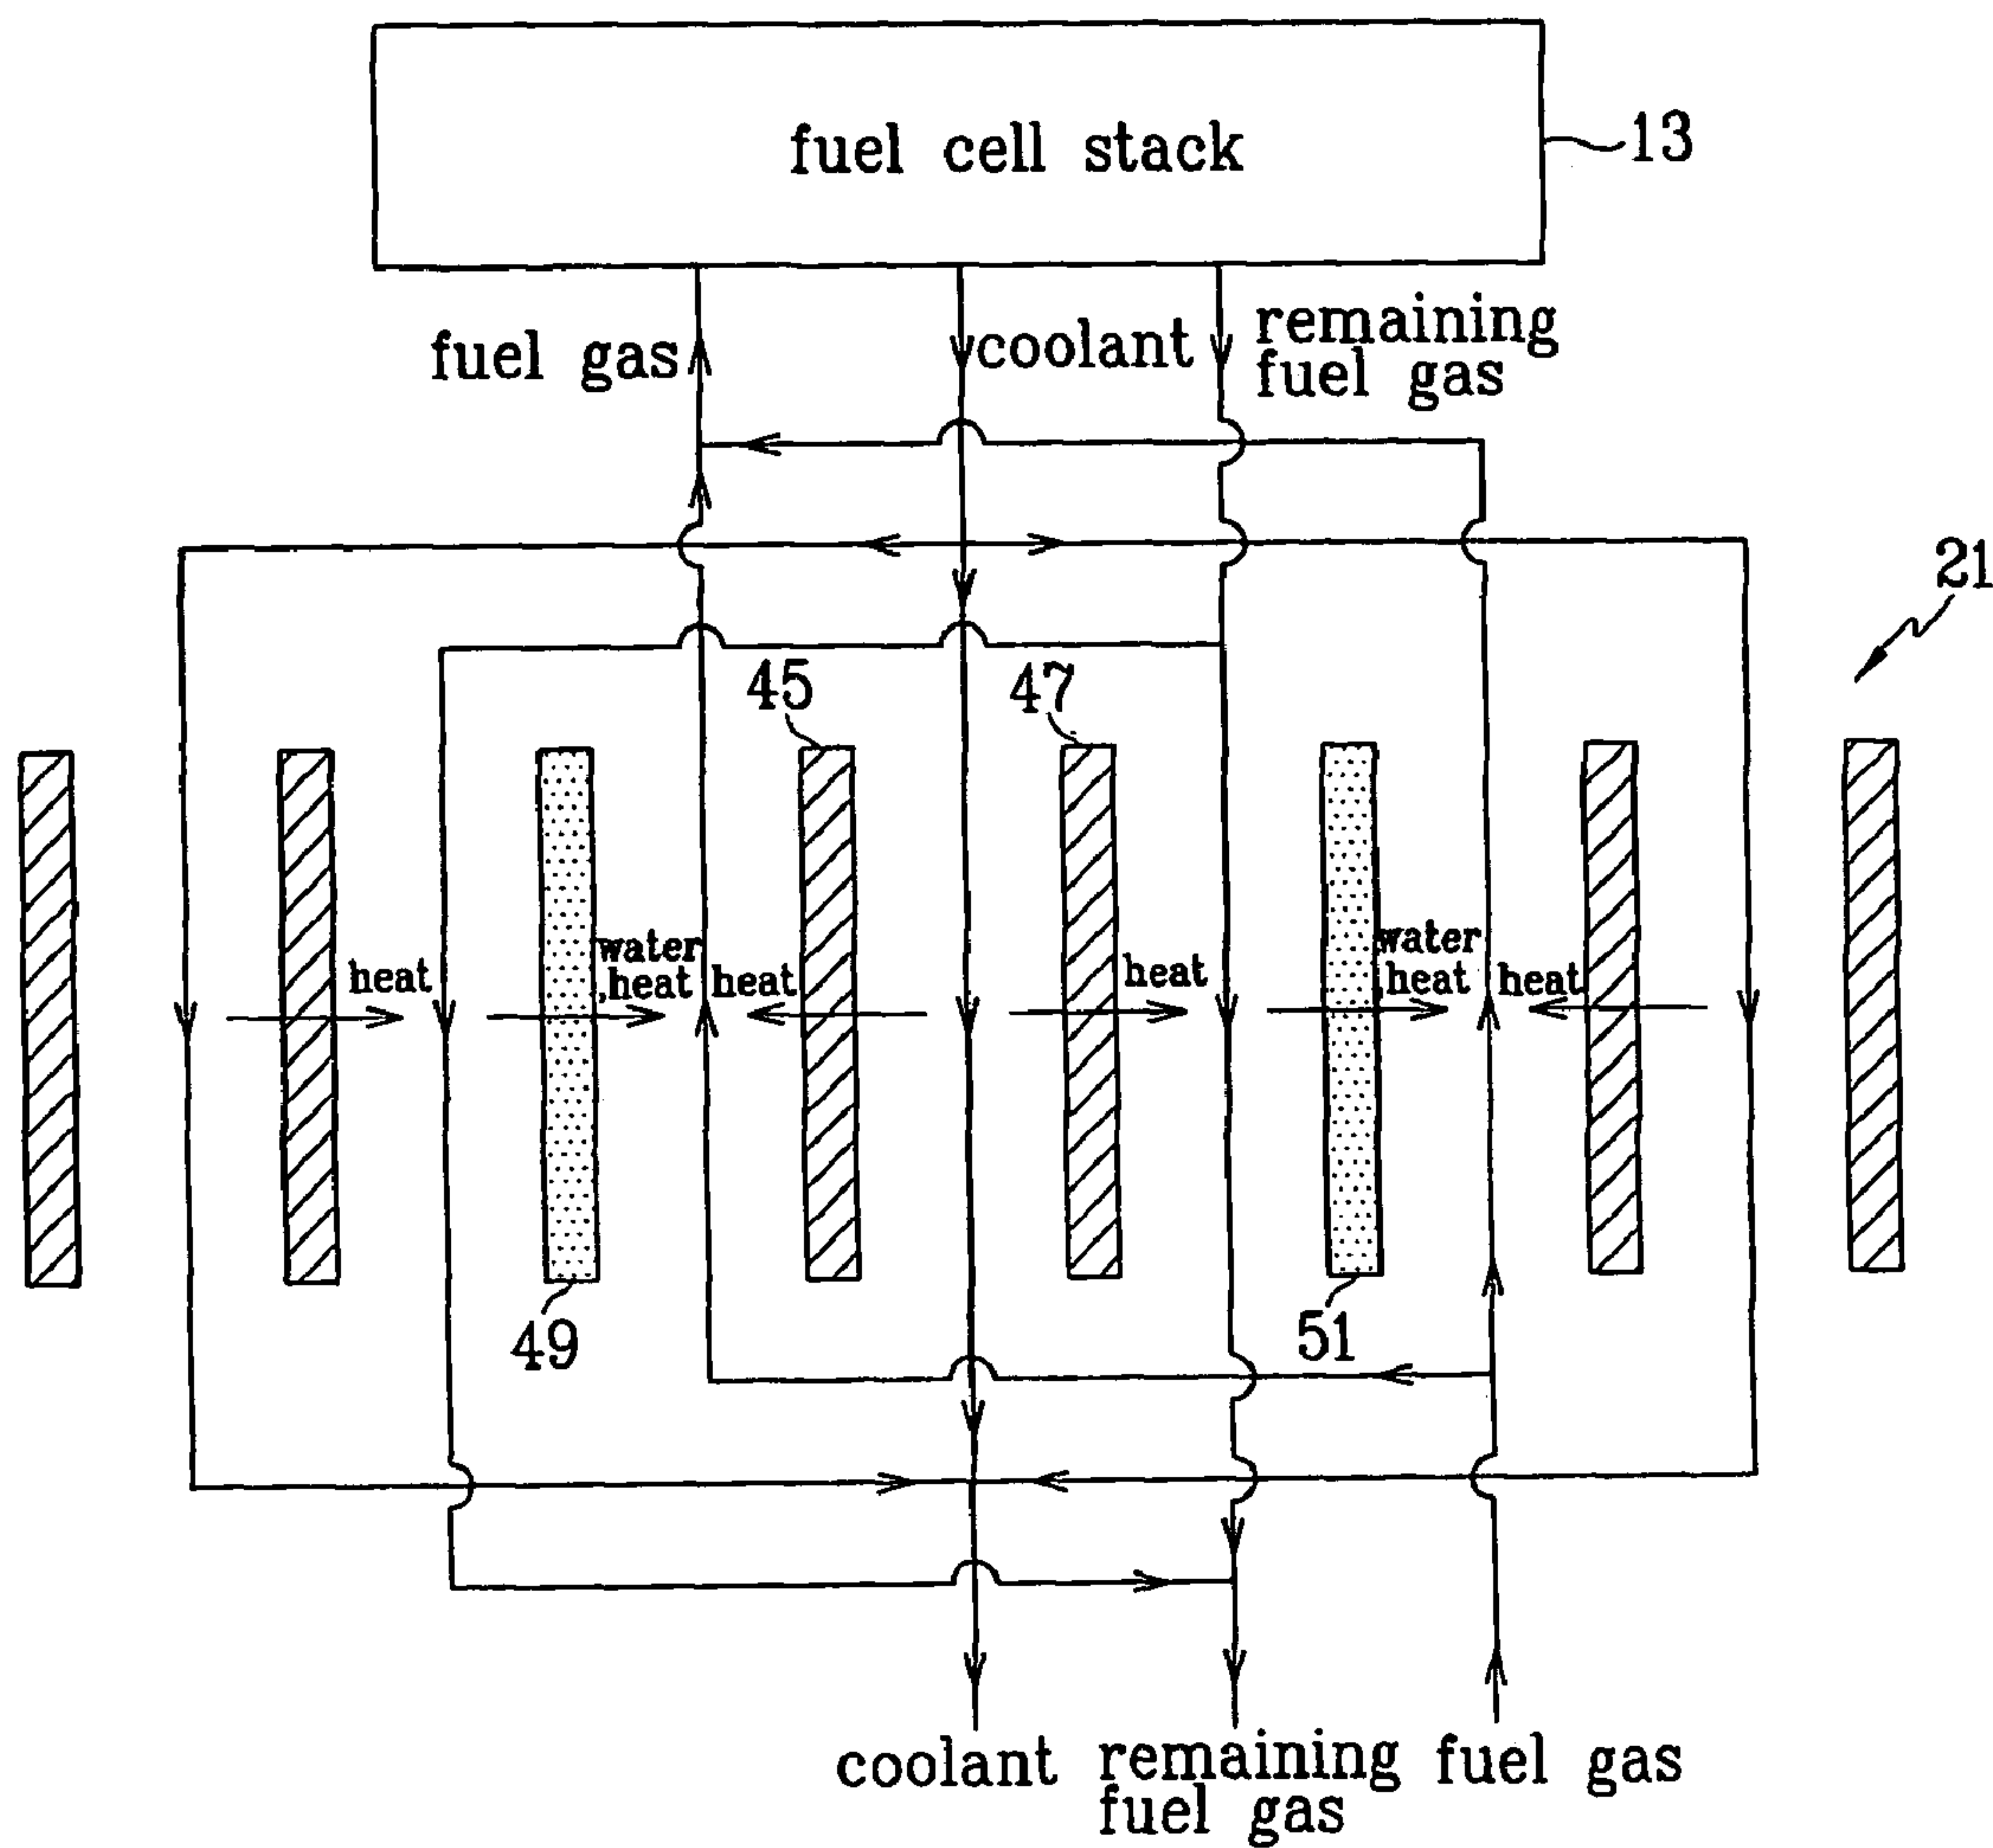 fuel cell stack
13
fuel gas
coolant
remaining
fuel gas
21
45
47
heat
water
,heat
heat
heat
water
,heat
heat
49
51
coolant
remaining
fuel gas
fuel gas